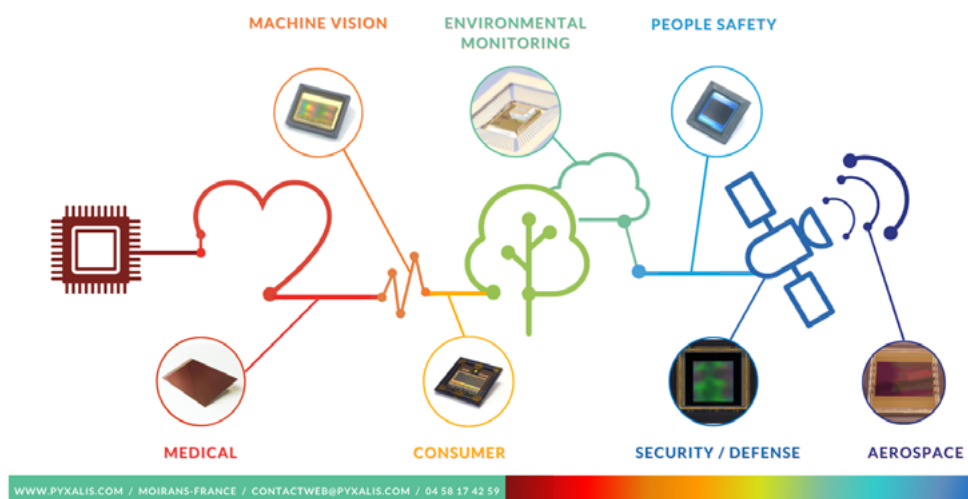 MACHINE VISION
ENVIRONMENTAL
MONITORING
PEOPLE SAFETY
MEDICAL
CONSUMER
SECURITY / DEFENSE
AEROSPACE
WWW.PYXALIS.COM / MOIRANS-FRANCE / CONTACTWEB@PYXALIS.COM / 04 58 17 42 59